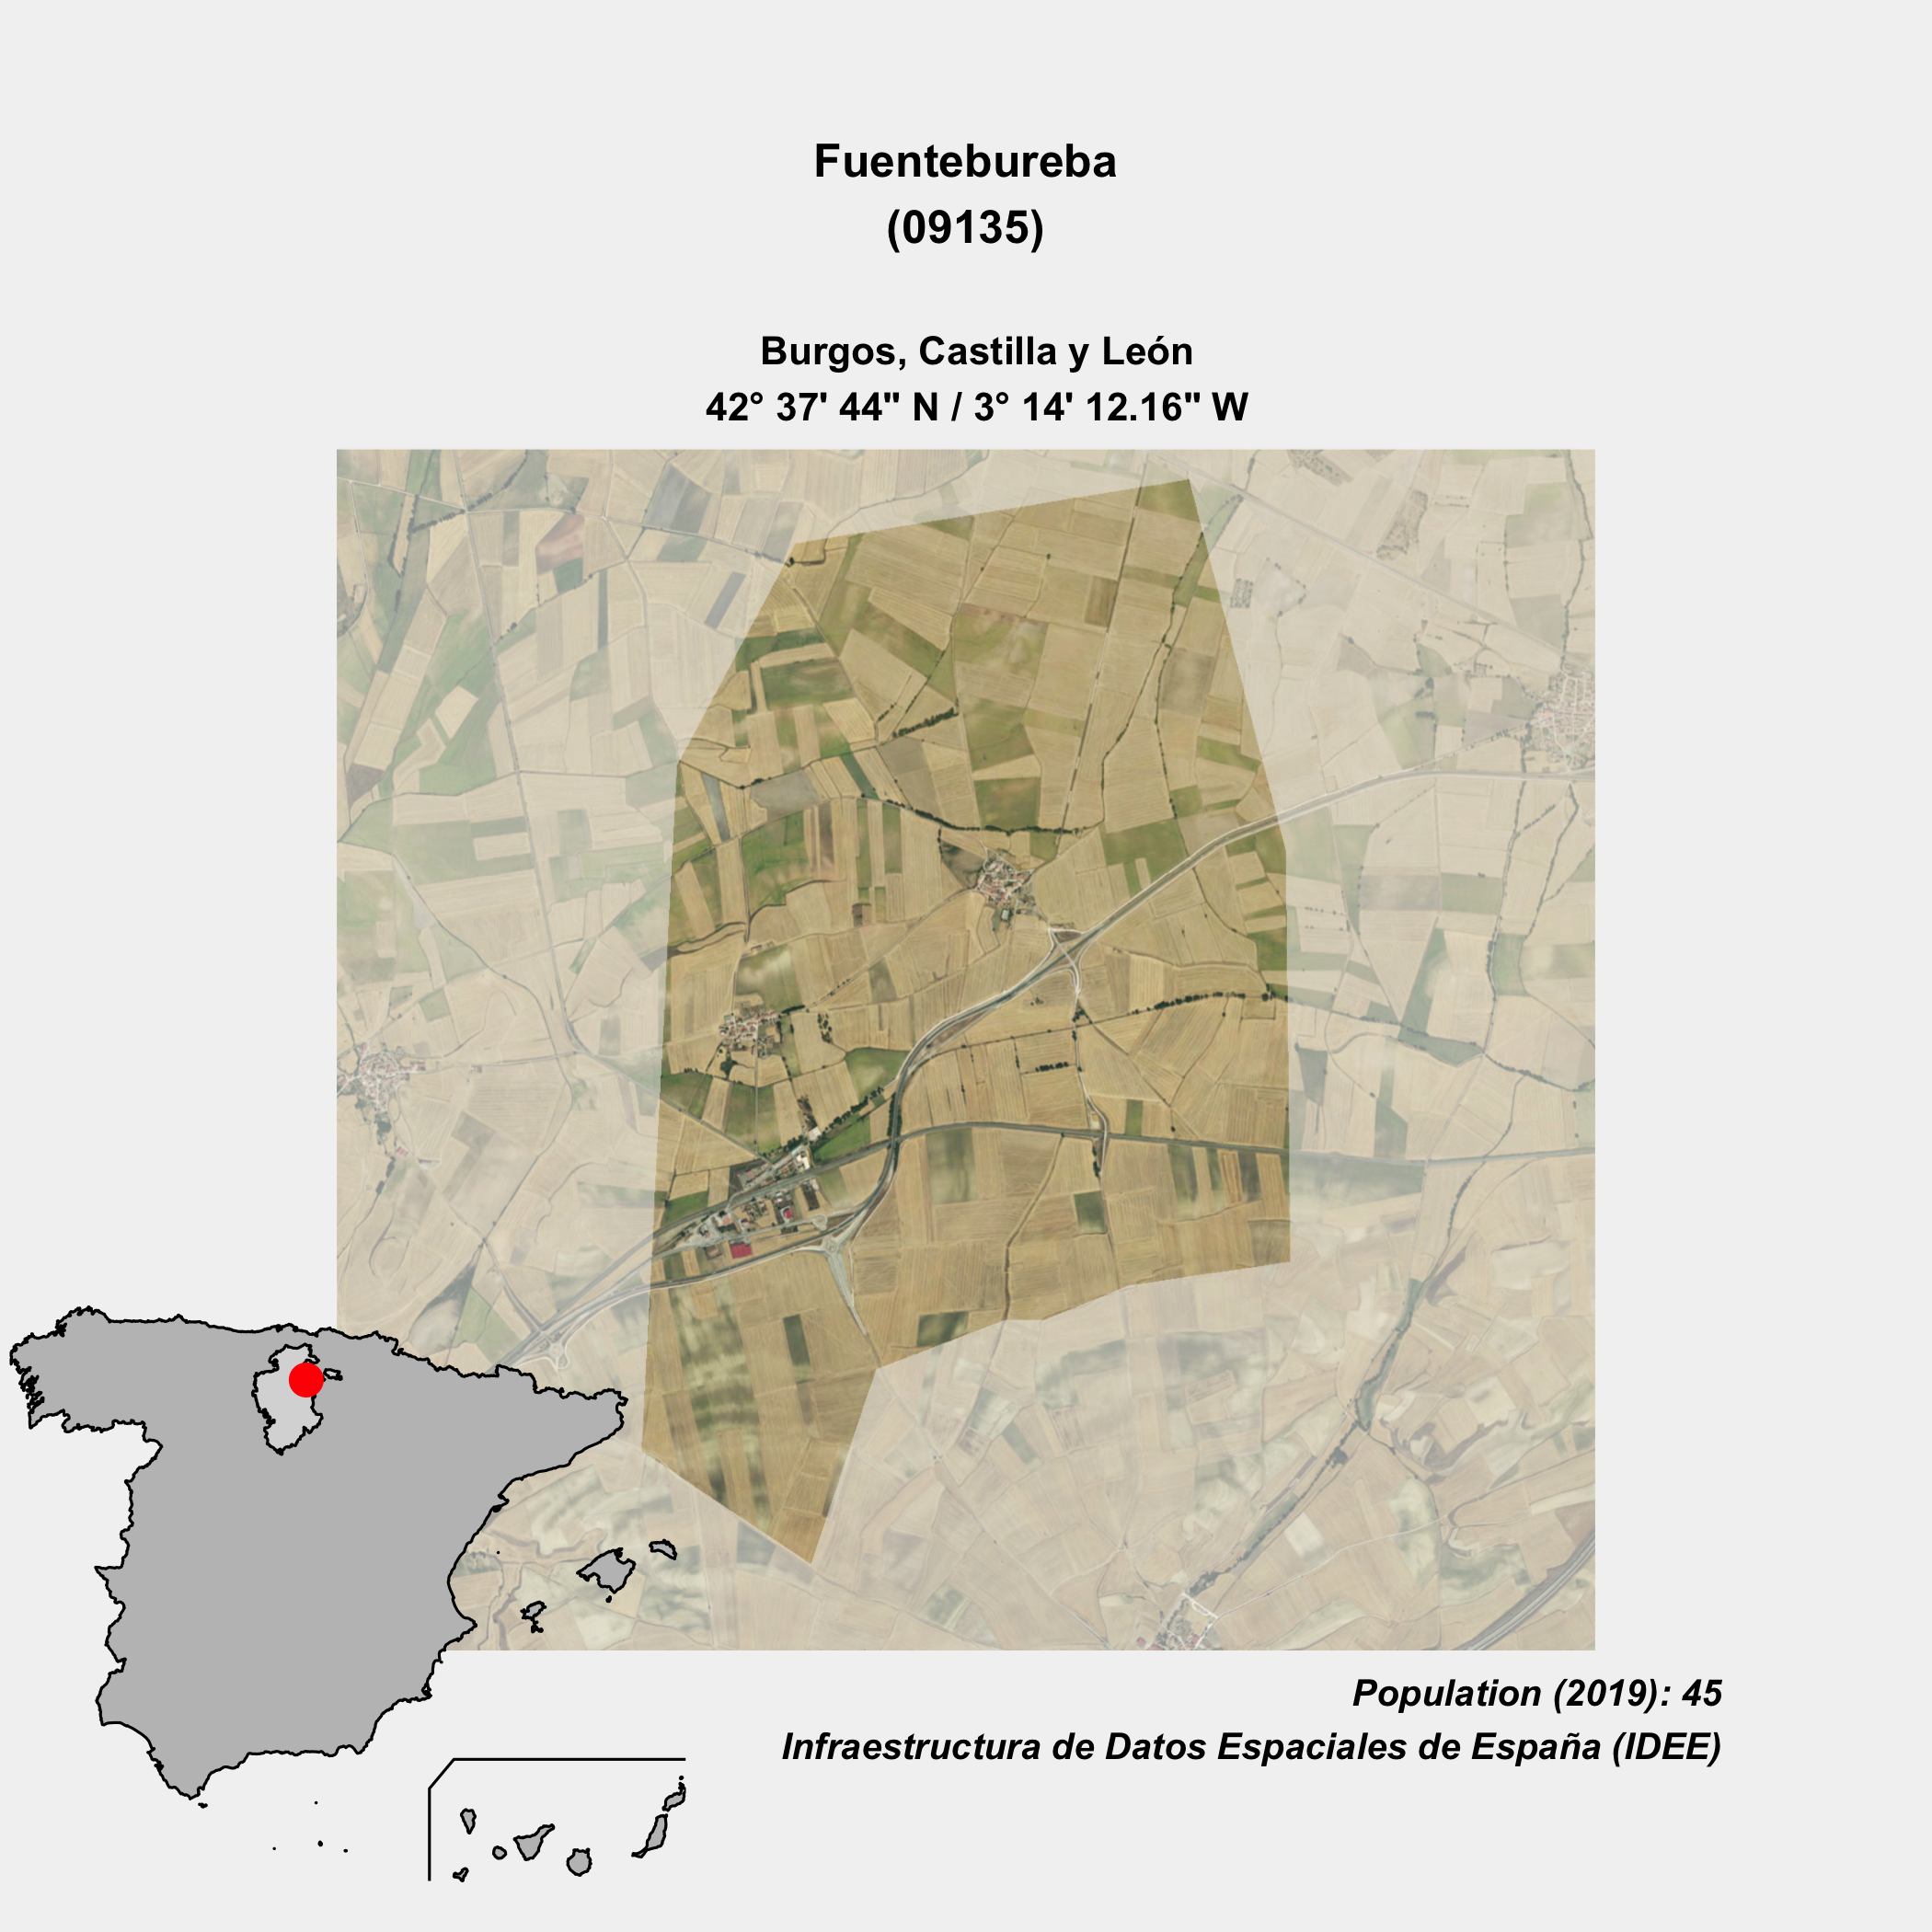 Fuentebureba
(09135)
Burgos, Castilla y León
42° 37' 44" N / 3° 14' 12.16" W
Population (2019): 45
Infraestructura de Datos Espaciales de España (IDEE)